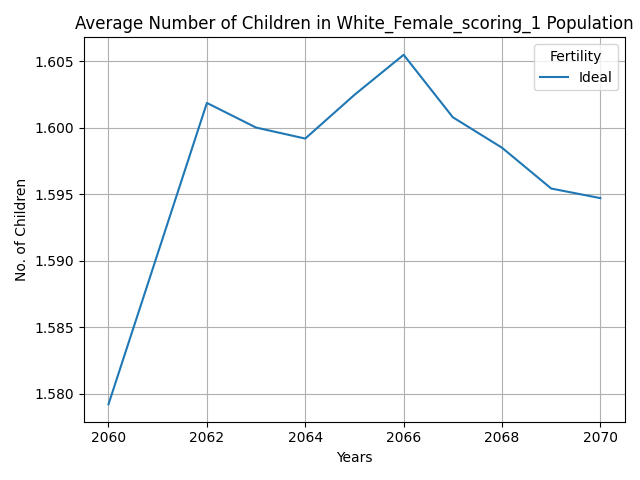 Average Number of Children in White_Female_scoring_1 Population
Fertility
Ideal
No. of Children
1.605
1.600
1.595
1.590
1.585
1.580
2060 2062 2064 2066 2068 2070
Years